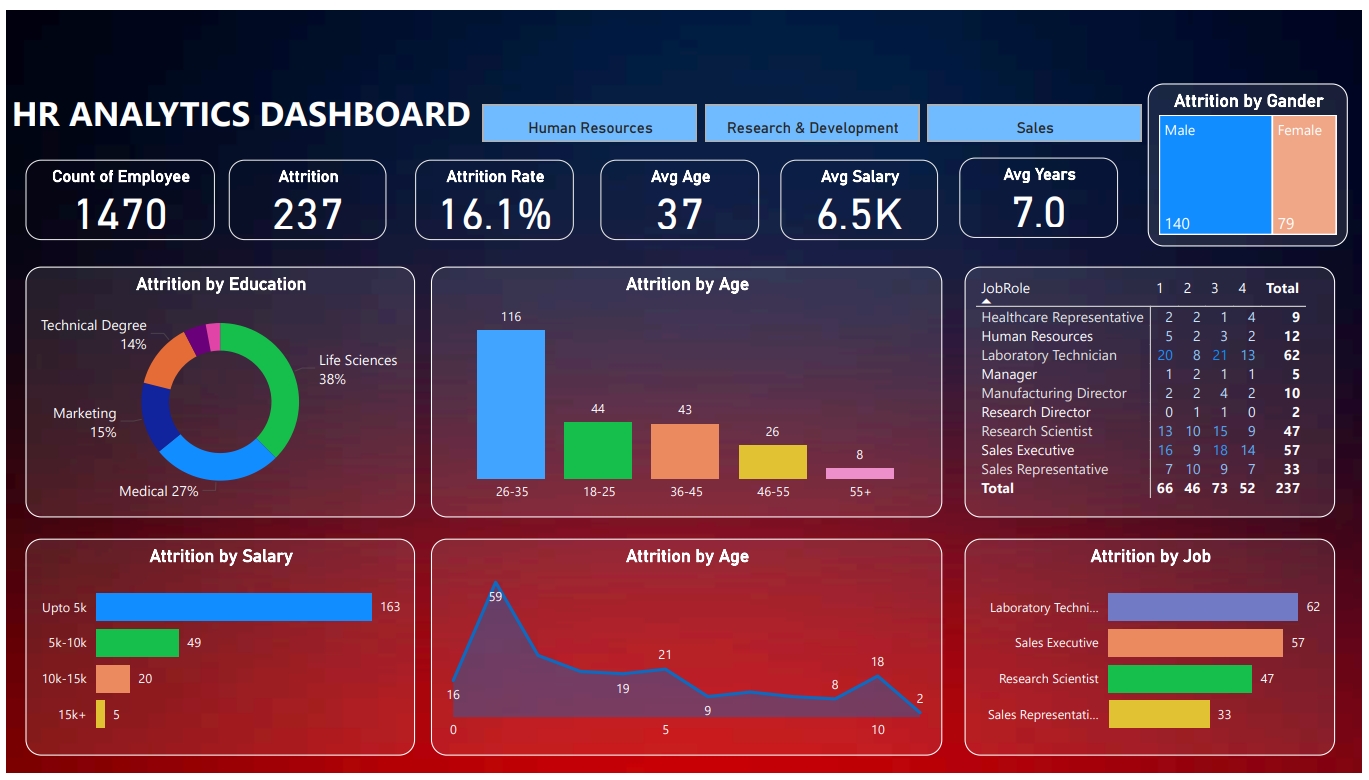 HR ANALYTICS DASHBOARD
Human Resources
Research & Development
Sales
Attrition by Gander
Male
Female
140
79
Count of Employee
1470
Attrition
237
Attrition Rate
16.1%
Avg Age
37
Avg Salary
6.5K
Avg Years
7.0
Attrition by Education
Technical Degree
14%
Life Sciences
38%
Marketing
15%
Medical 27%
Attrition by Age
116
44
43
26
8
26-35
18-25
36-45
46-55
55+
JobRole 1 2 3 4 Total
Healthcare Representative 2 2 1 4 9
Human Resources 5 2 3 2 12
Laboratory Technician 20 8 21 13 62
Manager 1 2 1 1 5
Manufacturing Director 2 2 4 2 10
Research Director 0 1 1 0 2
Research Scientist 13 10 15 9 47
Sales Executive 16 9 18 14 57
Sales Representative 7 10 9 7 33
Total 66 46 73 52 237
Attrition by Salary
Upto 5k 163
5k-10k 49
10k-15k 20
15k+ 5
Attrition by Age
59
16
19
21
9
8
18
2
0
5
10
Attrition by Job
Laboratory Techni... 62
Sales Executive 57
Research Scientist 47
Sales Representati... 33